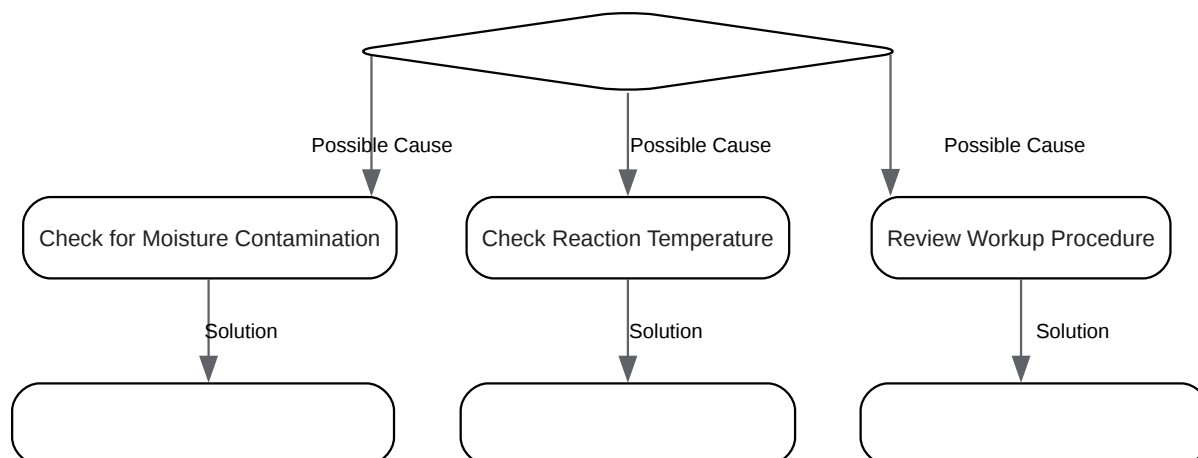 Possible Cause
Possible Cause
Possible Cause
Check for Moisture Contamination
Check Reaction Temperature
Review Workup Procedure
Solution
Solution
Solution